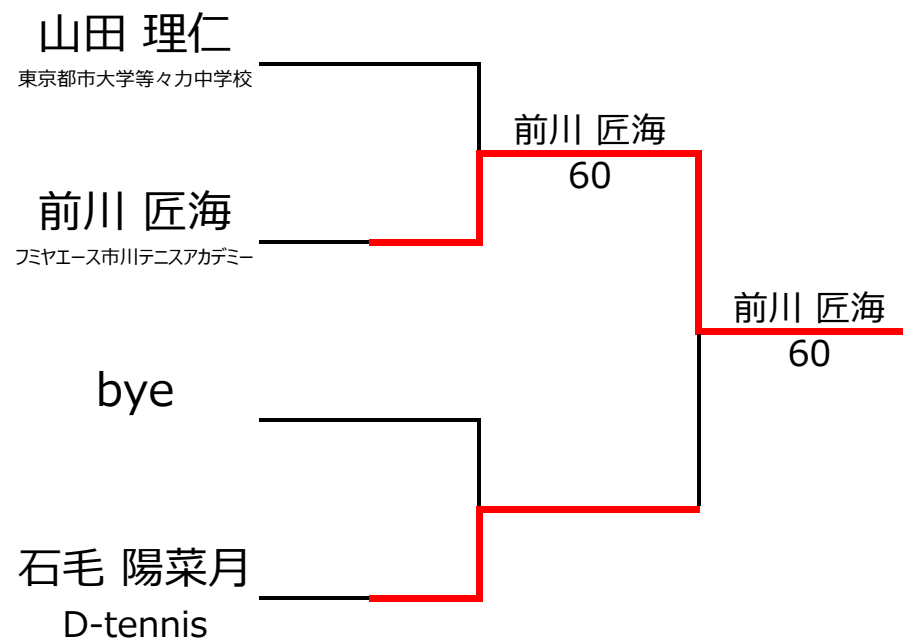 山田 理仁
東京都市大学等々力中学校
前川 匠海
60
前川 匠海
フミヤエース市川テニスアカデミー
前川 匠海
60
bye
石毛 陽菜月
D-tennis